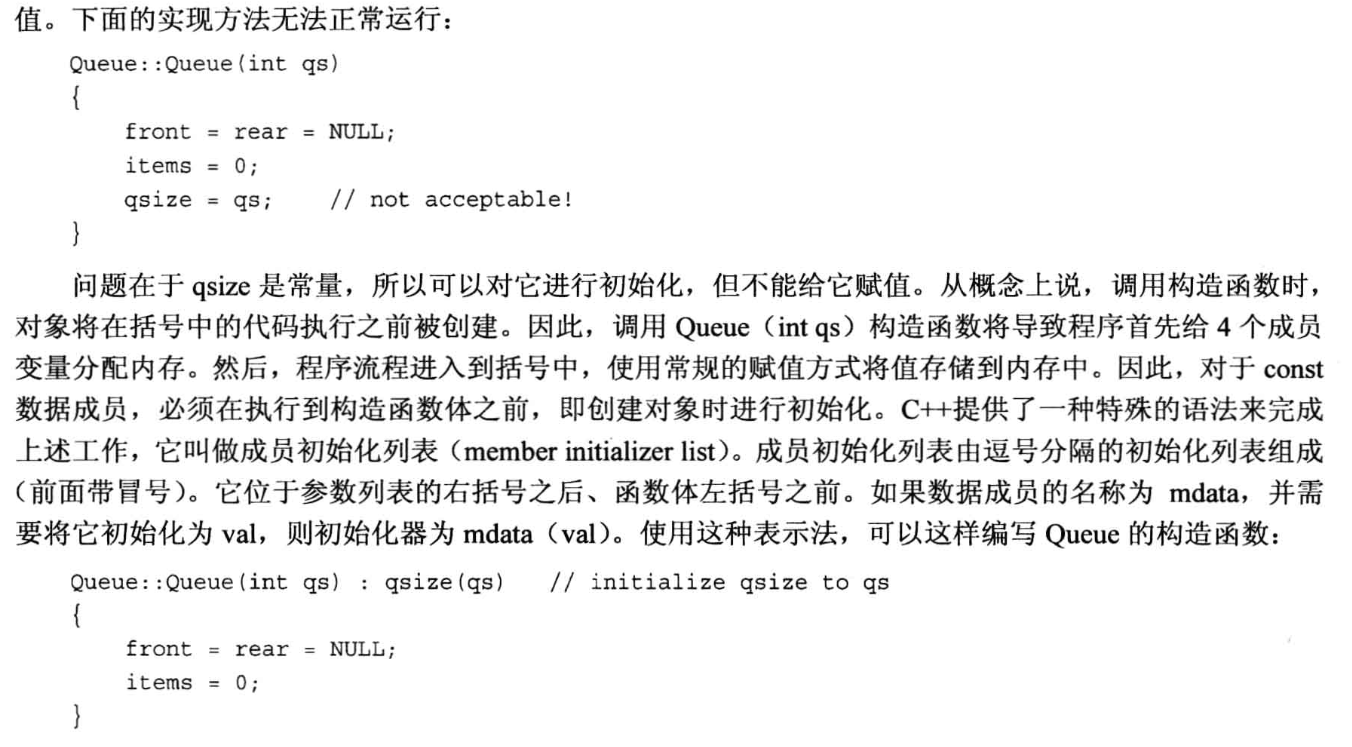 值。下面的实现方法无法正常运行：
Queue::Queue(int qs)
{
    front = rear = NULL;
    items = 0;
    qsize = qs;    // not acceptable!
}
问题在于 qsize 是常量，所以可以对它进行初始化，但不能给它赋值。从概念上说，调用构造函数时，
对象将在括号中的代码执行之前被创建。因此，调用 Queue（int qs）构造函数将导致程序首先给 4 个成员
变量分配内存。然后，程序流程进入到括号中，使用常规的赋值方式将值存储到内存中。因此，对于 const
数据成员，必须在执行到构造函数体之前，即创建对象时进行初始化。C++提供了一种特殊的语法来完成
上述工作，它叫做成员初始化列表（member initializer list）。成员初始化列表由逗号分隔的初始化列表组成
（前面带冒号）。它位于参数列表的右括号之后、函数体左括号之前。如果数据成员的名称为 mdata，并需
要将它初始化为 val，则初始化器为 mdata（val）。使用这种表示法，可以这样编写 Queue 的构造函数：
Queue::Queue(int qs) : qsize(qs)   // initialize qsize to qs
{
    front = rear = NULL;
    items = 0;
}